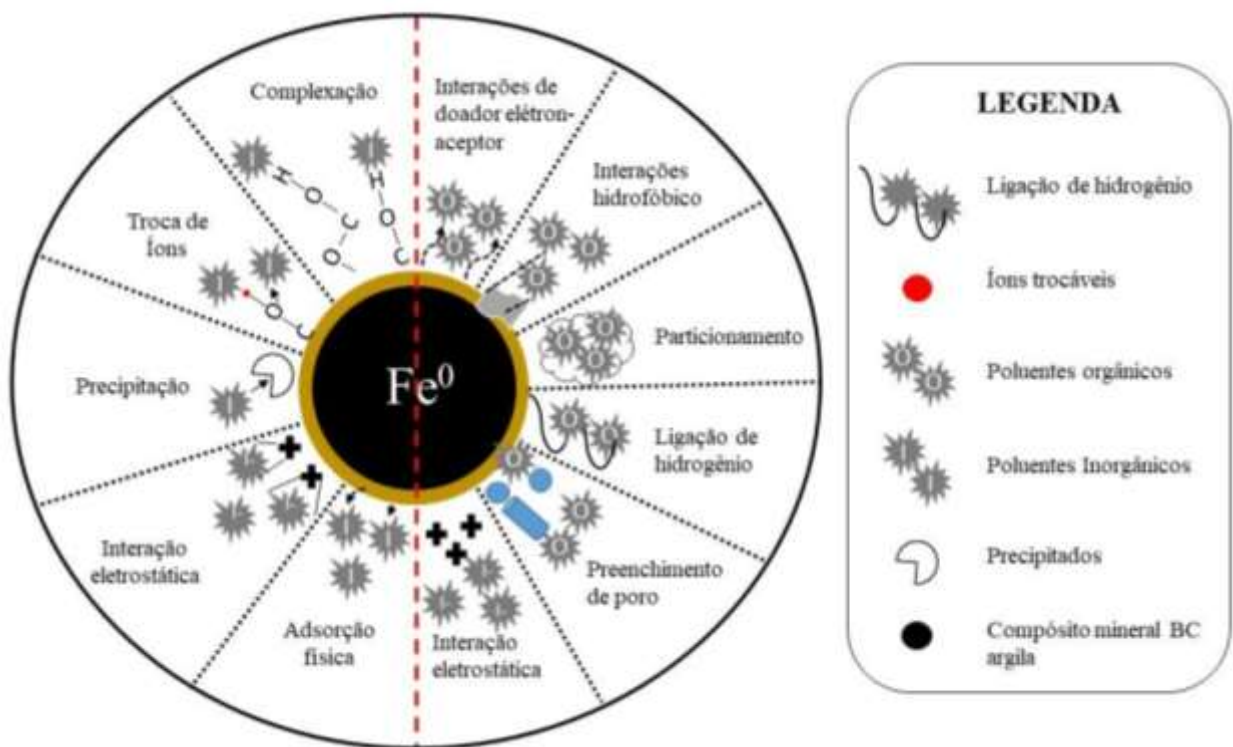 Complexação
Interações de
doador elétron-
aceptor
Interações
hidrofóbico
Troca de
Íons
Particionamento
Precipitação
Fe⁰
Ligação de
hidrogênio
Interação
eletrostática
Preenchimento
de poro
Adsorção
física
Interação
eletrostática
H
O
C
O
H
O
C
O
C
LEGENDA
Ligação de hidrogênio
Íons trocáveis
Poluentes orgânicos
Poluentes Inorgânicos
Precipitados
Compósito mineral BC
argila